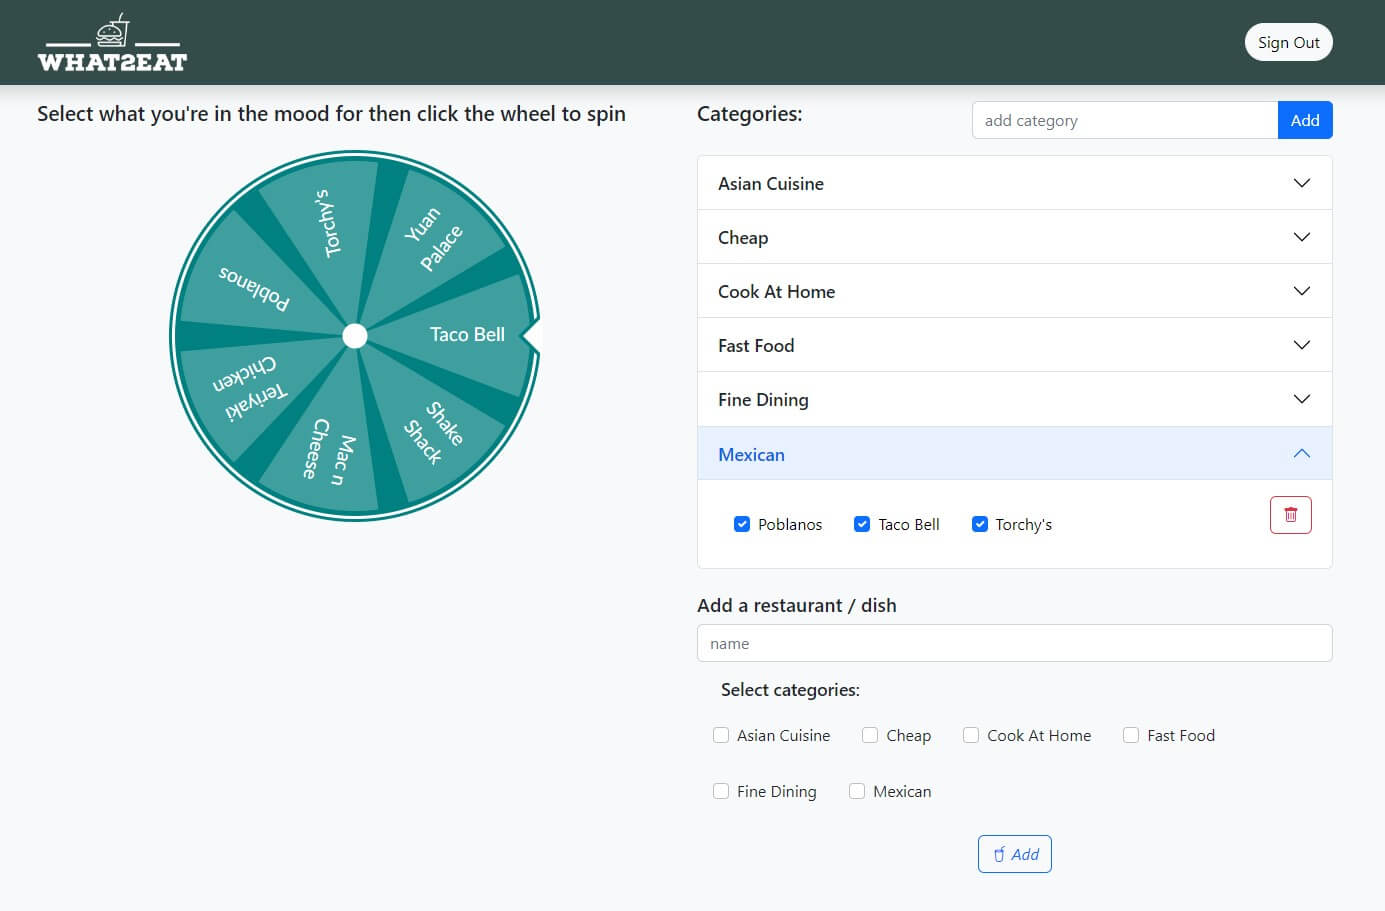 WHAT2EAT
Sign Out
Select what you're in the mood for then click the wheel to spin
Torchy's
Yuan
Palace
Poblanos
Taco Bell
Teriyaki
Chicken
Mac n
Cheese
Shake
Shack
Categories:
add category
Add
Asian Cuisine
Cheap
Cook At Home
Fast Food
Fine Dining
Mexican
Poblanos Taco Bell Torchy's
Add a restaurant / dish
name
Select categories:
Asian Cuisine Cheap Cook At Home Fast Food
Fine Dining Mexican
Add